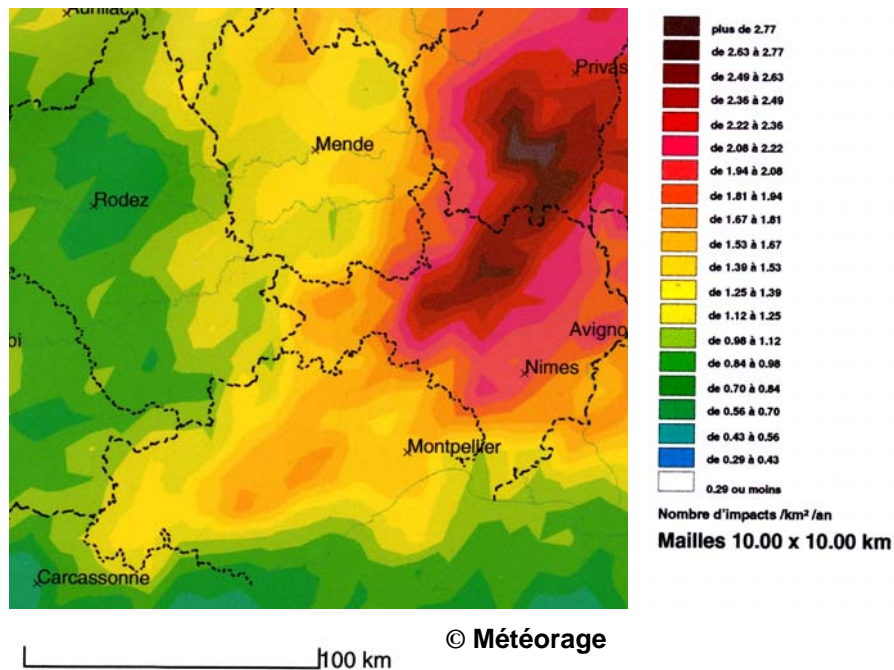 Aurillac
Privas
Mende
Rodez
bi
Avigno
Nimes
Montpellier
Carcassonne
plus de 2.77
de 2.63 à 2.77
de 2.49 à 2.63
de 2.36 à 2.49
de 2.22 à 2.36
de 2.08 à 2.22
de 1.94 à 2.08
de 1.81 à 1.94
de 1.67 à 1.81
de 1.53 à 1.67
de 1.39 à 1.53
de 1.25 à 1.39
de 1.12 à 1.25
de 0.98 à 1.12
de 0.84 à 0.98
de 0.70 à 0.84
de 0.56 à 0.70
de 0.43 à 0.56
de 0.29 à 0.43
0.29 ou moins
Nombre d'impacts /km² /an
Mailles 10.00 x 10.00 km
© Météorage
100 km